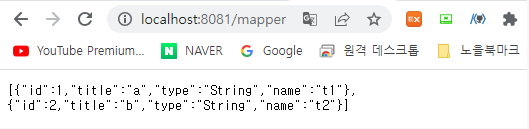 localhost:8081/mapper
YouTube Premium... NAVER Google 원격 데스크톱 노을북마크
[{"id":1,"title":"a","type":"String","name":"t1"},
{"id":2,"title":"b","type":"String","name":"t2"}]